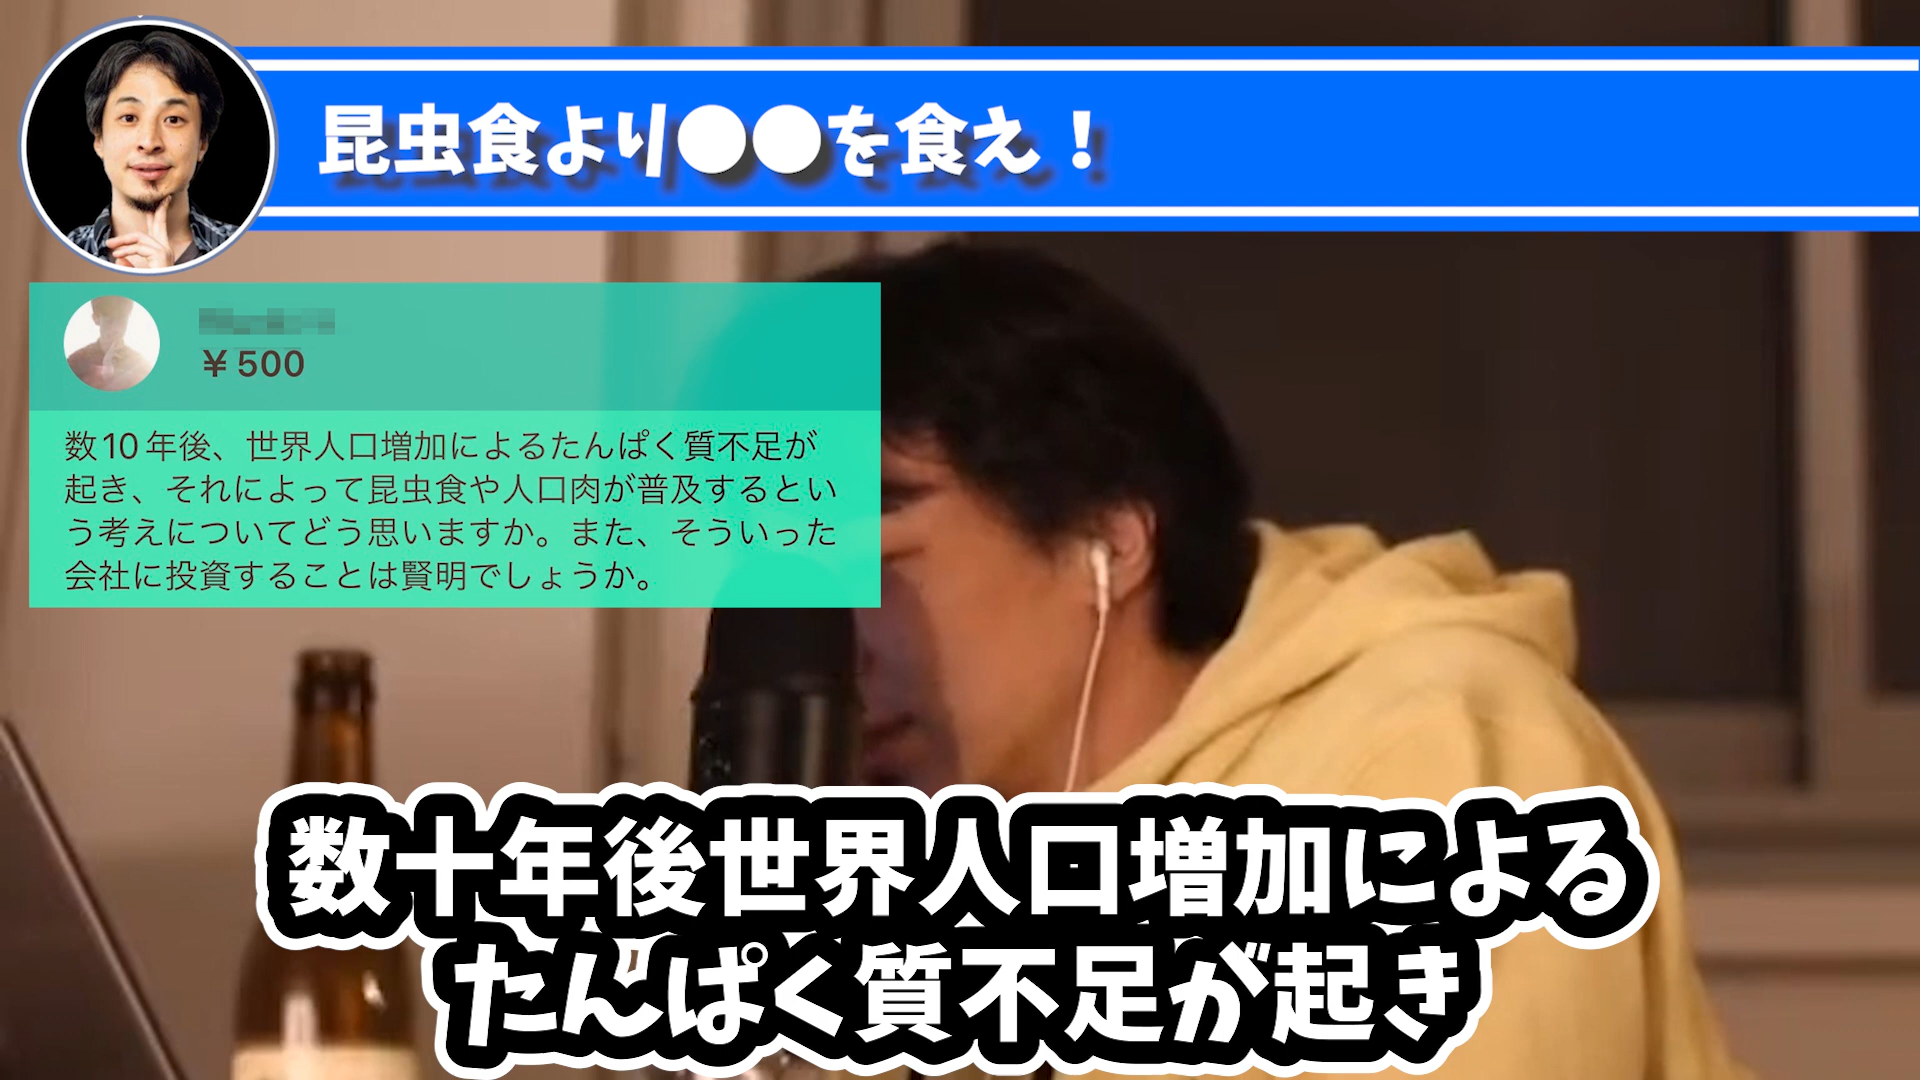 昆虫食より●●を食え！
￥500
数10年後、世界人口増加によるたんぱく質不足が
起き、それによって昆虫食や人口肉が普及するとい
う考えについてどう思いますか。また、そういった
会社に投資することは賢明でしょうか。
数十年後世界人口増加による
たんぱく質不足が起き